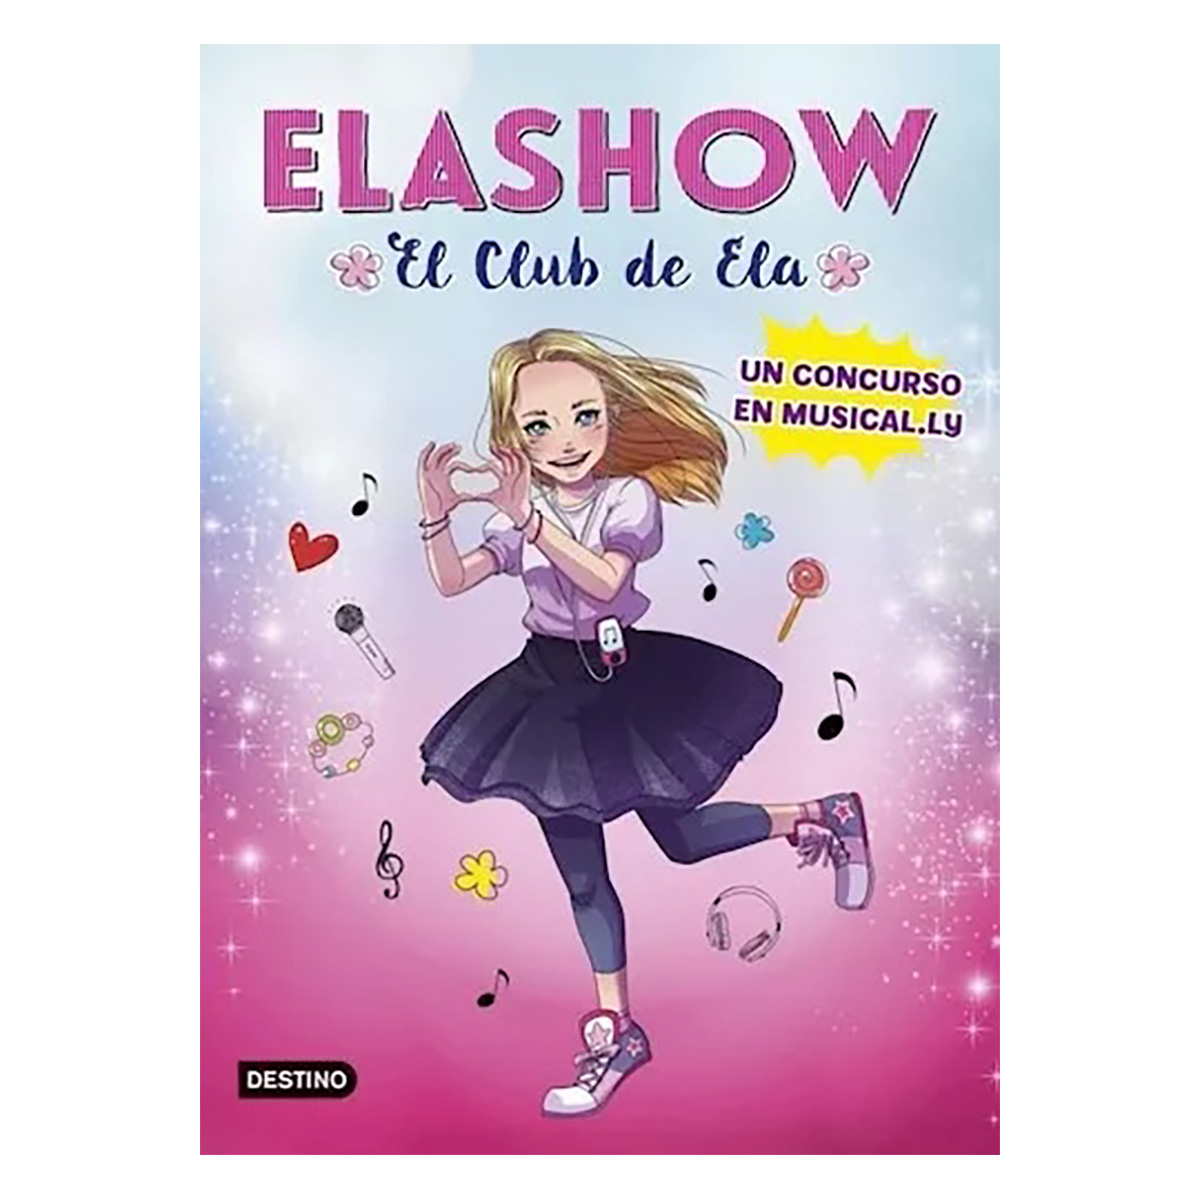 ELASHOW
El Club de Ela
UN CONCURSO
EN MUSICAL.LY
DESTINO